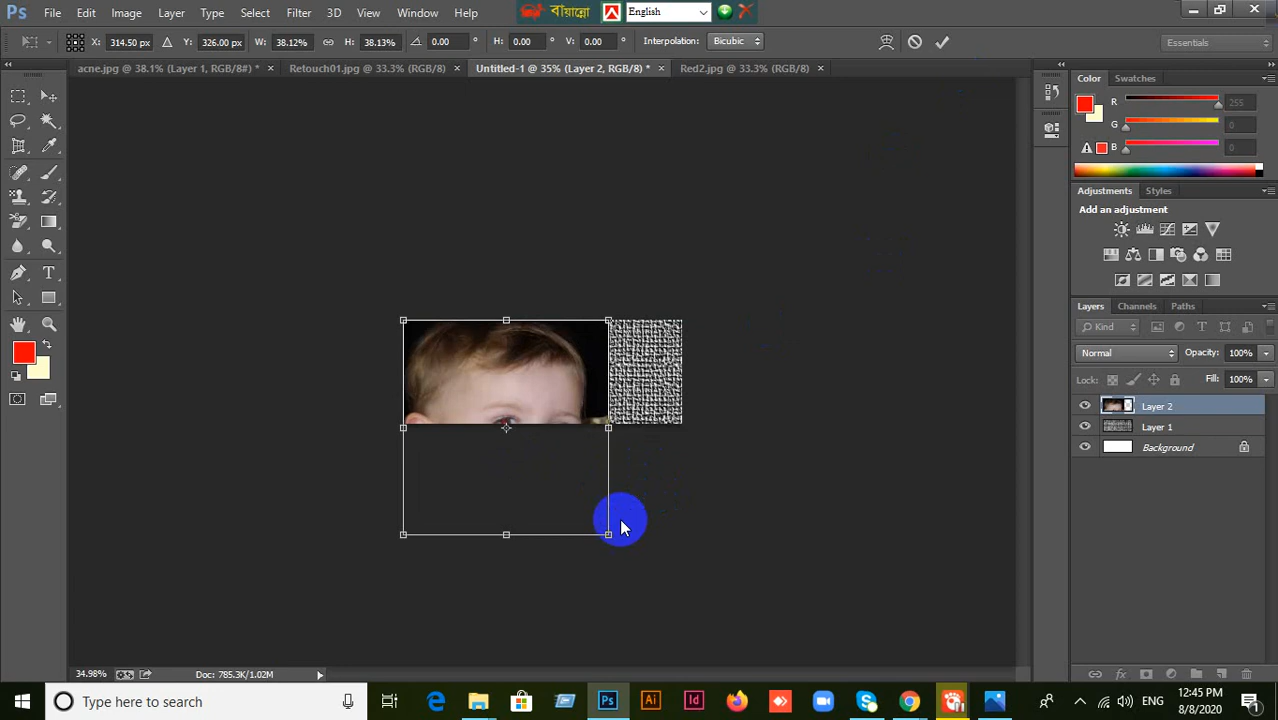 Ps File Edit Image Layer Type Select Filter 3D View Window Help বায়ান্নো English
X: 314.50 px Y: 326.00 px W: 38.12% H: 38.13% 0.00 ° H: 0.00 ° V: 0.00 ° Interpolation: Bicubic Essentials
acne.jpg @ 38.1% (Layer 1, RGB/8#) * × Retouch01.jpg @ 33.3% (RGB/8) × Untitled-1 @ 35% (Layer 2, RGB/8) * × Red2.jpg @ 33.3% (RGB/8) ×
Color Swatches
R 255
G 0
B 0
Adjustments Styles
Add an adjustment
Layers Channels Paths
Kind
Normal Opacity: 100%
Lock: Fill: 100%
Layer 2
Layer 1
Background
34.98% Doc: 785.3K/1.02M
Type here to search Ps Ai Id ENG 12:45 PM
8/8/2020 1